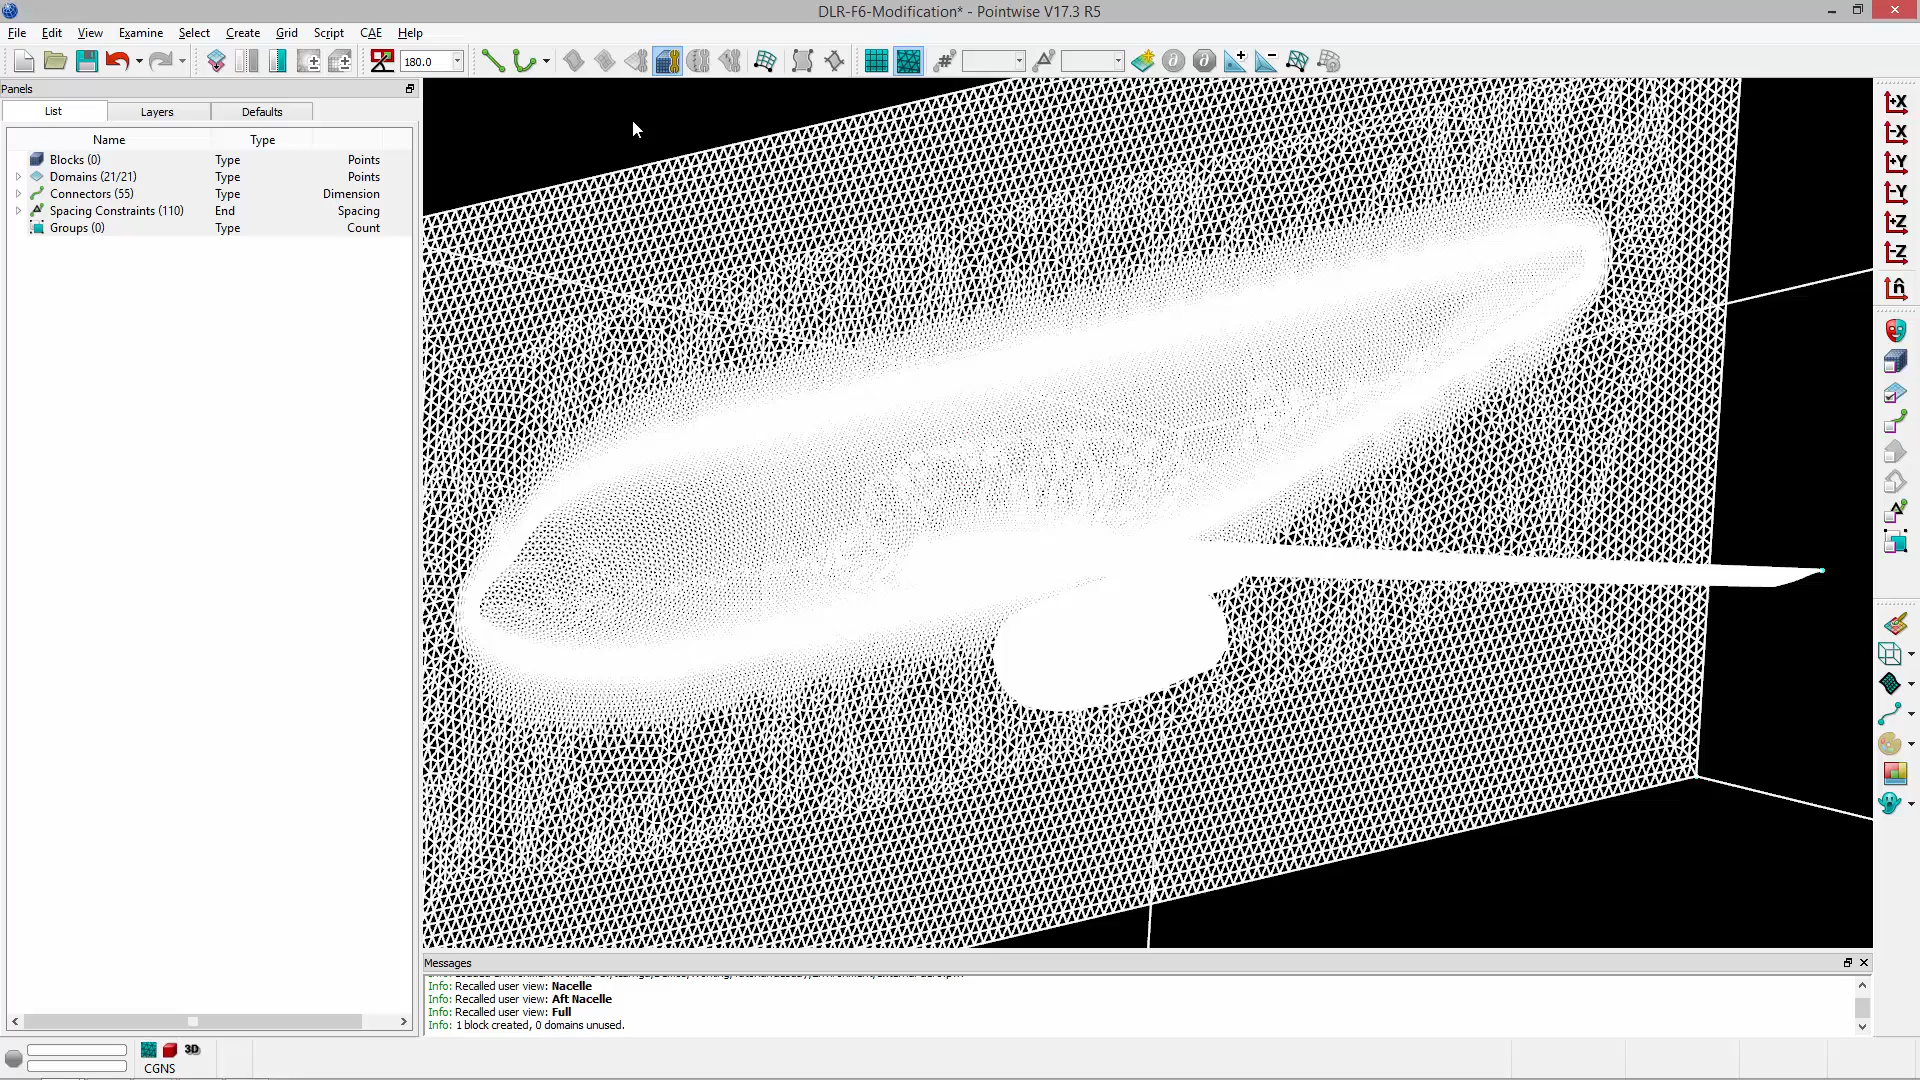 DLR-F6-Modification* - Pointwise V17.3 R5
File Edit View Examine Select Create Grid Script CAE Help
180.0
Panels
List Layers Defaults
Name Type
Blocks (0) Type Points
Domains (21/21) Type Points
Connectors (55) Type Dimension
Spacing Constraints (110) End Spacing
Groups (0) Type Count
+X
-X
+Y
-Y
+Z
-Z
n̂
Messages
Info: Recalled user view: Nacelle
Info: Recalled user view: Aft Nacelle
Info: Recalled user view: Full
Info: 1 block created, 0 domains unused.
3D
CGNS